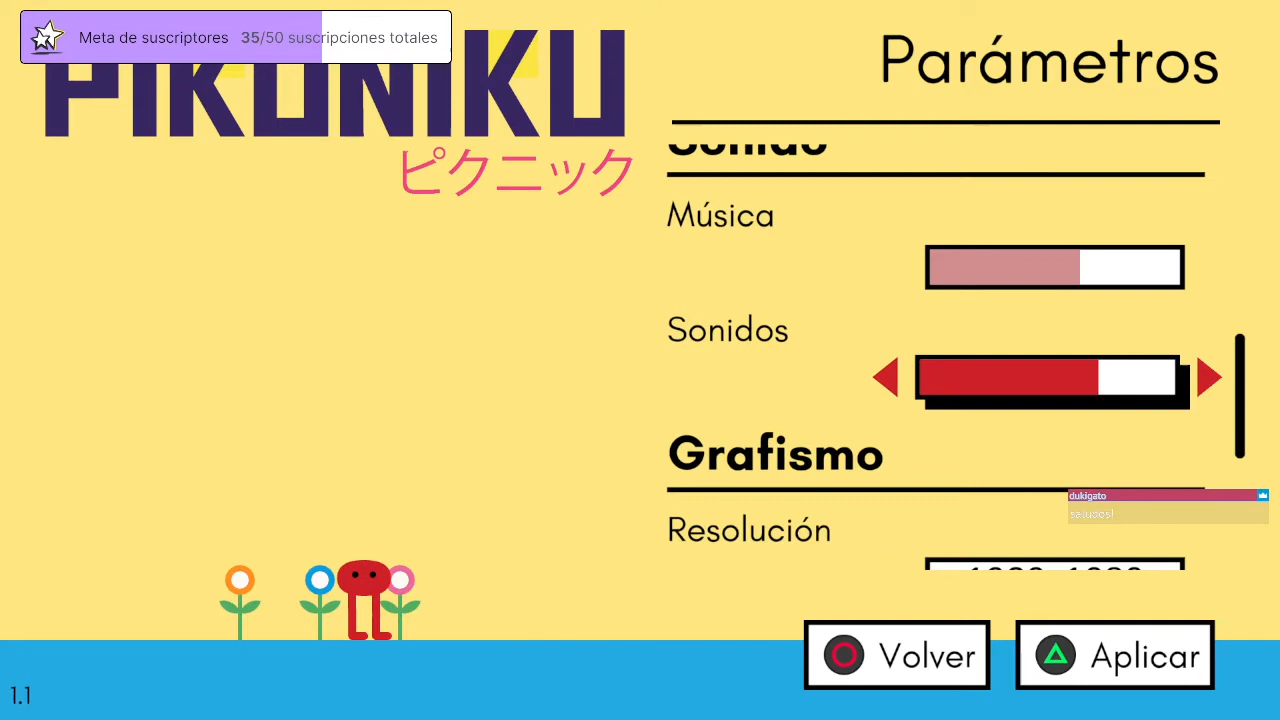 Meta de suscriptores 35/50 suscripciones totales
PIKUNIKU
ピクニック
Parámetros
Sonido
Música
Sonidos
Grafismo
dukigato
saludos!
Resolución
Volver
Aplicar
1.1